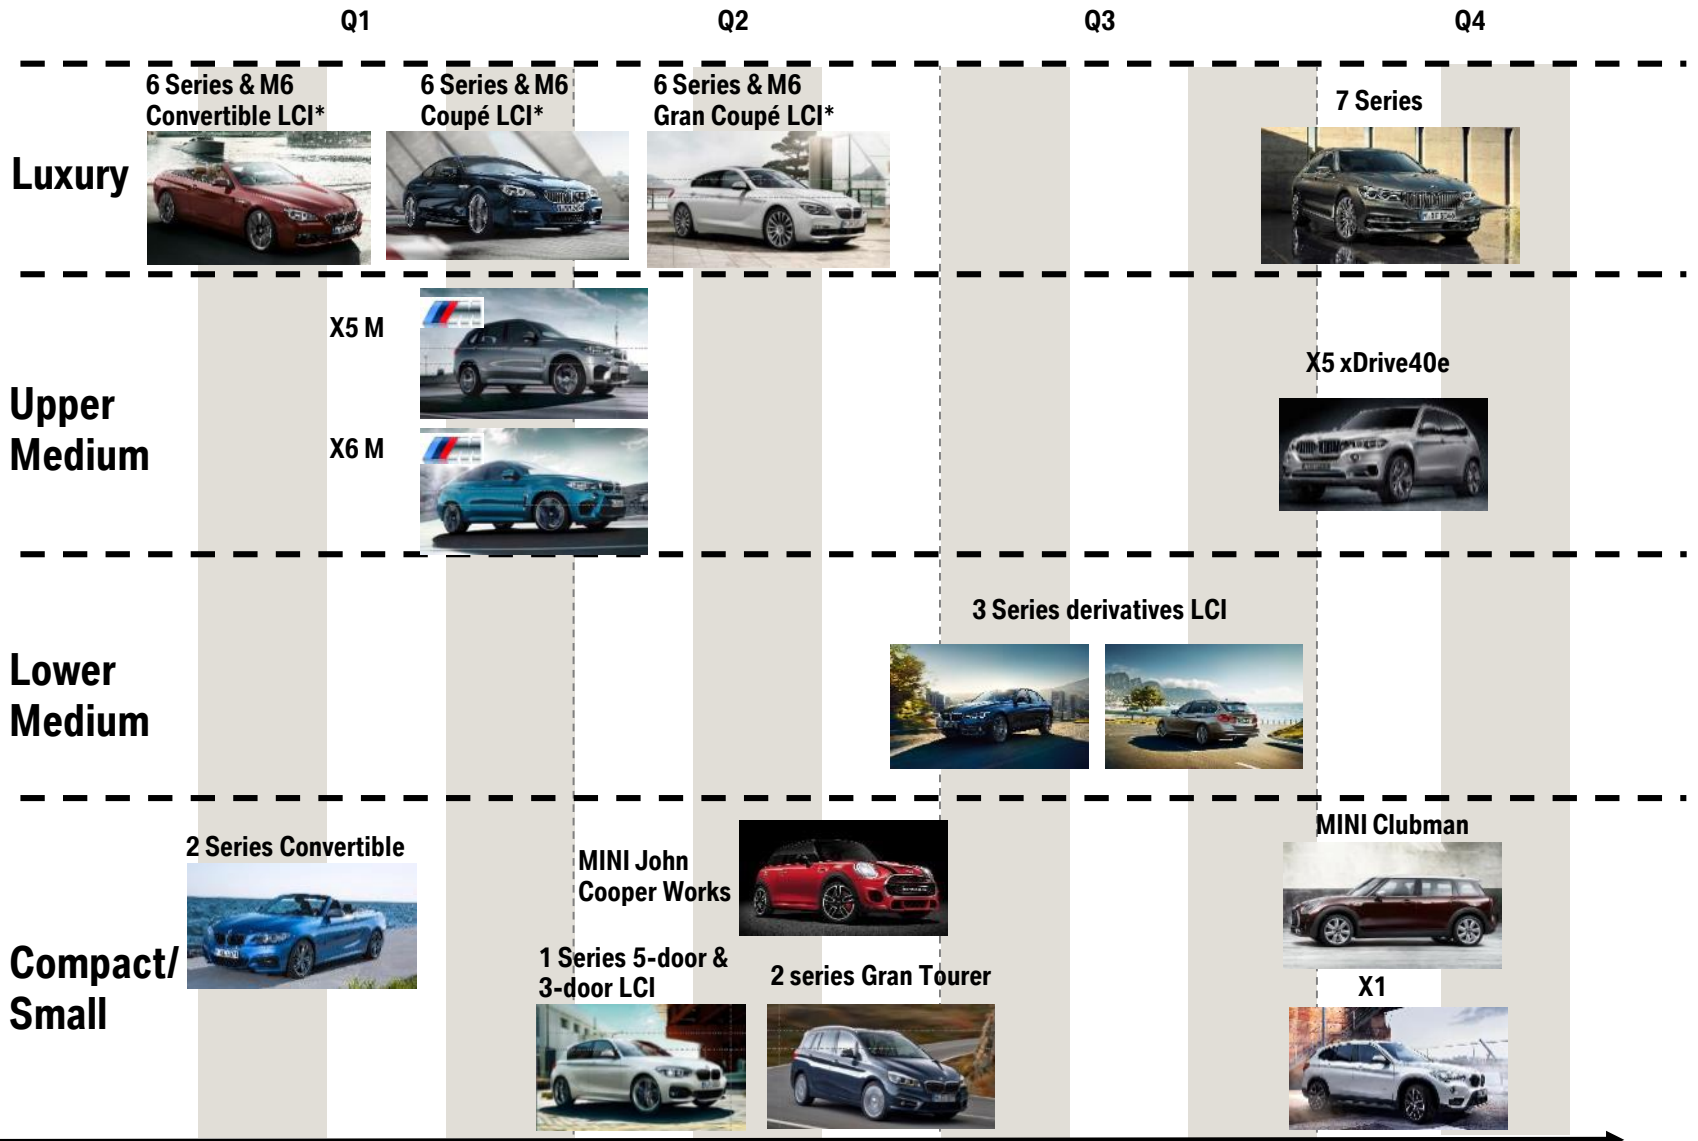 Q1
Q2
Q3
Q4
Luxury
6 Series & M6
Convertible LCI*
6 Series & M6
Coupé LCI*
6 Series & M6
Gran Coupé LCI*
7 Series
Upper
Medium
X5 M
X6 M
X5 xDrive40e
Lower
Medium
3 Series derivatives LCI
Compact/
Small
2 Series Convertible
MINI John
Cooper Works
1 Series 5-door &
3-door LCI
2 series Gran Tourer
MINI Clubman
X1